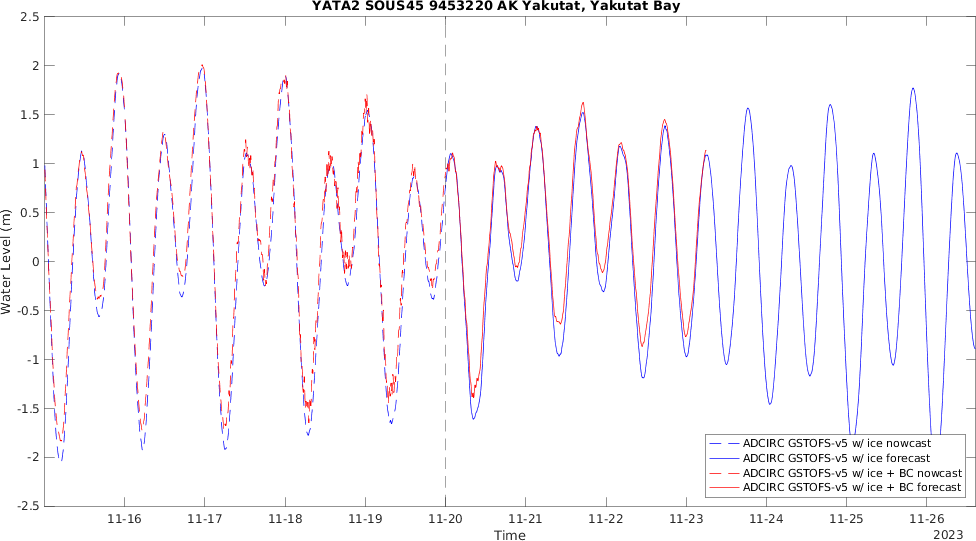 YATA2 SOUS45 9453220 AK Yakutat, Yakutat Bay
2.5
2
1.5
1
0.5
0
-0.5
-1
-1.5
-2
-2.5
Water Level (m)
ADCIRC GSTOFS-v5 w/ ice nowcast
ADCIRC GSTOFS-v5 w/ ice forecast
ADCIRC GSTOFS-v5 w/ ice + BC nowcast
ADCIRC GSTOFS-v5 w/ ice + BC forecast
11-16 11-17 11-18 11-19 11-20 11-21 11-22 11-23 11-24 11-25 11-26
Time
2023